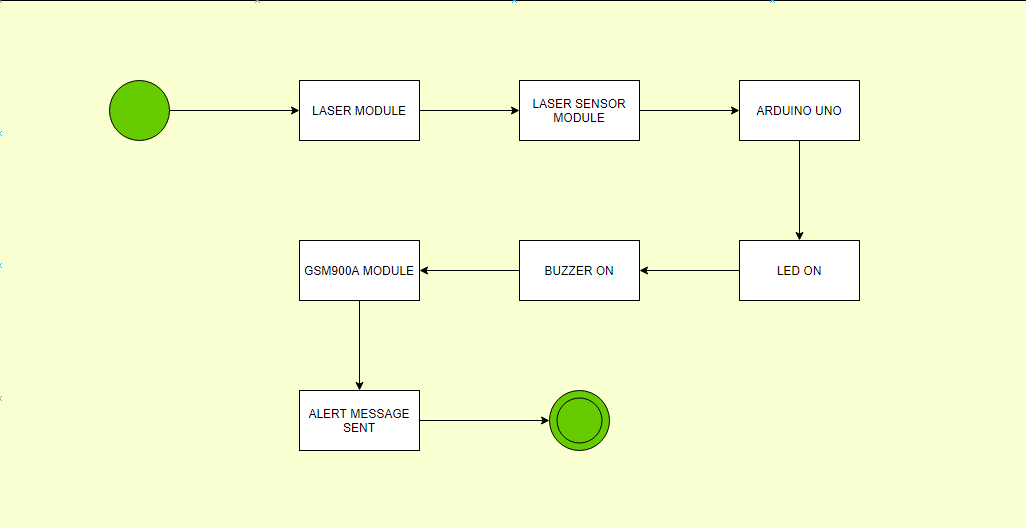 LASER MODULE
LASER SENSOR
MODULE
ARDUINO UNO
GSM900A MODULE
BUZZER ON
LED ON
ALERT MESSAGE
SENT